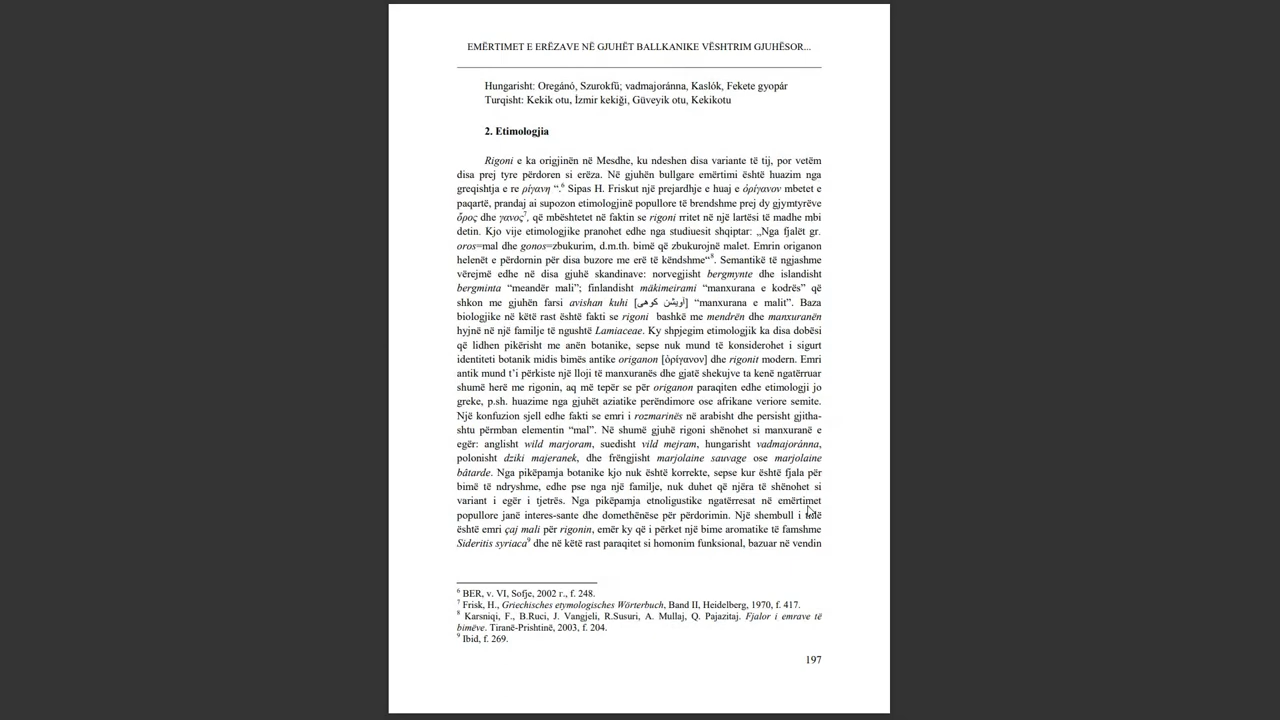 EMËRTIMET E ERËZAVE NË GJUHËT BALLKANIKE VËSHTRIM GJUHËSOR...
Hungarisht: Oregánó, Szurokfű; vadmajoránna, Kaslók, Fekete gyopár
Turqisht: Kekik otu, İzmir kekiği, Güveyik otu, Kekikotu
2. Etimologjia
Rigoni e ka origjinën në Mesdhe, ku ndeshen disa variante të tij, por vetëm
disa prej tyre përdoren si erëza. Në gjuhën bullgare emërtimi është huazim nga
greqishtja e re ρίγανη “.6 Sipas H. Friskut një prejardhje e huaj e όρίγανον mbetet e
paqartë, prandaj ai supozon etimologjinë popullore të brendshme prej dy gjymtyrëve
ὄρος dhe γανος7, që mbështetet në faktin se rigoni rritet në një lartësi të madhe mbi
detin. Kjo vije etimologjike pranohet edhe nga studiuesit shqiptar: „Nga fjalët gr.
oros=mal dhe gonos=zbukurim, d.m.th. bimë që zbukurojnë malet. Emrin origanon
helenët e përdornin për disa buzore me erë të këndshme“8. Semantikë të ngjashme
vërejmë edhe në disa gjuhë skandinave: norvegjisht bergmynte dhe islandisht
bergminta “meandër mali”; finlandisht mäkimeirami “manxurana e kodrës” që
shkon me gjuhën farsi avishan kuhi [أويشن كوهى] “manxurana e malit”. Baza
biologjike në këtë rast është fakti se rigoni bashkë me mendrën dhe manxuranën
hyjnë në një familje të ngushtë Lamiaceae. Ky shpjegim etimologjik ka disa dobësi
që lidhen pikërisht me anën botanike, sepse nuk mund të konsiderohet i sigurt
identiteti botanik midis bimës antike origanon [όρίγανον] dhe rigonit modern. Emri
antik mund t’i përkiste një lloji të manxuranës dhe gjatë shekujve ta kenë ngatërruar
shumë herë me rigonin, aq më tepër se për origanon paraqiten edhe etimologji jo
greke, p.sh. huazime nga gjuhët aziatike perëndimore ose afrikane veriore semite.
Një konfuzion sjell edhe fakti se emri i rozmarinës në arabisht dhe persisht gjitha-
shtu përmban elementin “mal”. Në shumë gjuhë rigoni shënohet si manxuranë e
egër: anglisht wild marjoram, suedisht vild mejram, hungarisht vadmajoránna,
polonisht dziki majeranek, dhe frëngjisht marjolaine sauvage ose marjolaine
bâtarde. Nga pikëpamja botanike kjo nuk është korrekte, sepse kur është fjala për
bimë të ndryshme, edhe pse nga një familje, nuk duhet që njëra të shënohet si
variant i egër i tjetrës. Nga pikëpamja etnoligustike ngatërresat në emërtimet
popullore janë interes-sante dhe domethënëse për përdorimin. Një shembull i tillë
është emri çaj mali për rigonin, emër ky që i përket një bime aromatike të famshme
Sideritis syriaca9 dhe në këtë rast paraqitet si homonim funksional, bazuar në vendin
6 BER, v. VI, Sofje, 2002 г., f. 248.
7 Frisk, H., Griechisches etymologisches Wörterbuch, Band II, Heidelberg, 1970, f. 417.
8 Karsniqi, F., B.Ruci, J. Vangjeli, R.Susuri, A. Mullaj, Q. Pajazitaj. Fjalor i emrave të
bimëve. Tiranë-Prishtinë, 2003, f. 204.
9 Ibid, f. 269.
197